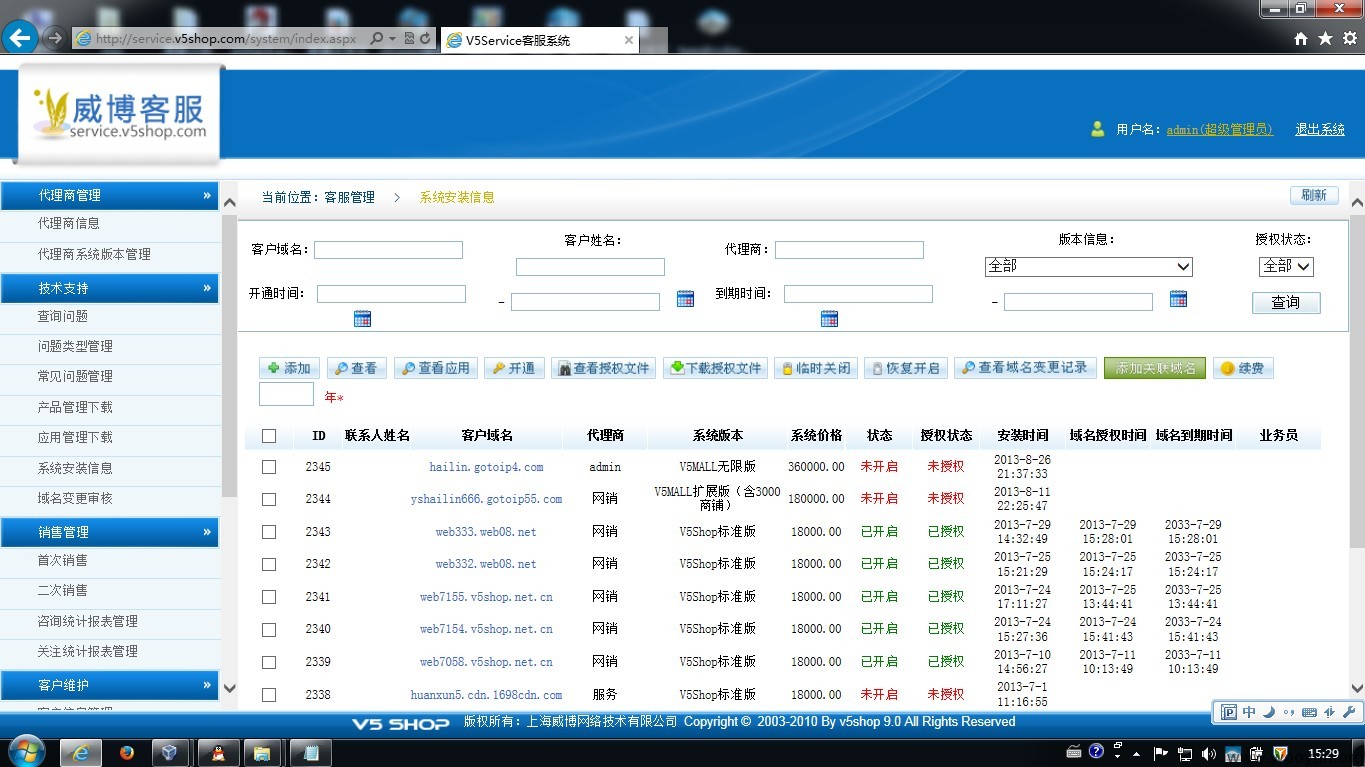 http://service.v5shop.com/system/index.aspx
V5Service客服系统
威博客服
service.v5shop.com
用户名： admin(超级管理员) 退出系统
代理商管理 »
代理商信息
代理商系统版本管理
技术支持 »
查询问题
问题类型管理
常见问题管理
产品管理下载
应用管理下载
系统安装信息
域名变更审核
销售管理 »
首次销售
二次销售
咨询统计报表管理
关注统计报表管理
客户维护 »
当前位置：客服管理 > 系统安装信息
刷新
客户域名：
客户姓名：
代理商：
版本信息：
全部
授权状态：
全部
开通时间：
-
到期时间：
-
查询
添加 查看 查看应用 开通 查看授权文件 下载授权文件 临时关闭 恢复开启 查看域名变更记录 添加关联域名 续费
年*
ID 联系人姓名 客户域名 代理商 系统版本 系统价格 状态 授权状态 安装时间 域名授权时间 域名到期时间 业务员
2345 hailin.gotoip4.com admin V5MALL无限版 360000.00 未开启 未授权 2013-8-26 21:37:33
2344 yshailin666.gotoip55.com 网销 V5MALL扩展版（含3000商铺） 180000.00 未开启 未授权 2013-8-11 22:25:47
2343 web333.web08.net 网销 V5Shop标准版 18000.00 已开启 已授权 2013-7-29 14:32:49 2013-7-29 15:28:01 2033-7-29 15:28:01
2342 web332.web08.net 网销 V5Shop标准版 18000.00 已开启 已授权 2013-7-25 15:21:29 2013-7-25 15:24:17 2033-7-25 15:24:17
2341 web7155.v5shop.net.cn 网销 V5Shop标准版 18000.00 已开启 已授权 2013-7-24 17:11:27 2013-7-25 13:44:41 2033-7-25 13:44:41
2340 web7154.v5shop.net.cn 网销 V5Shop标准版 18000.00 已开启 已授权 2013-7-24 15:27:36 2013-7-24 15:41:43 2033-7-24 15:41:43
2339 web7058.v5shop.net.cn 网销 V5Shop标准版 18000.00 已开启 已授权 2013-7-10 14:56:27 2013-7-11 10:13:49 2033-7-11 10:13:49
2338 huanxun5.cdn.1698cdn.com 服务 V5Shop标准版 18000.00 未开启 未授权 2013-7-1 11:16:55
V5 SHOP 版权所有：上海威博网络技术有限公司 Copyright © 2003-2010 By v5shop 9.0 All Rights Reserved
中
15:29